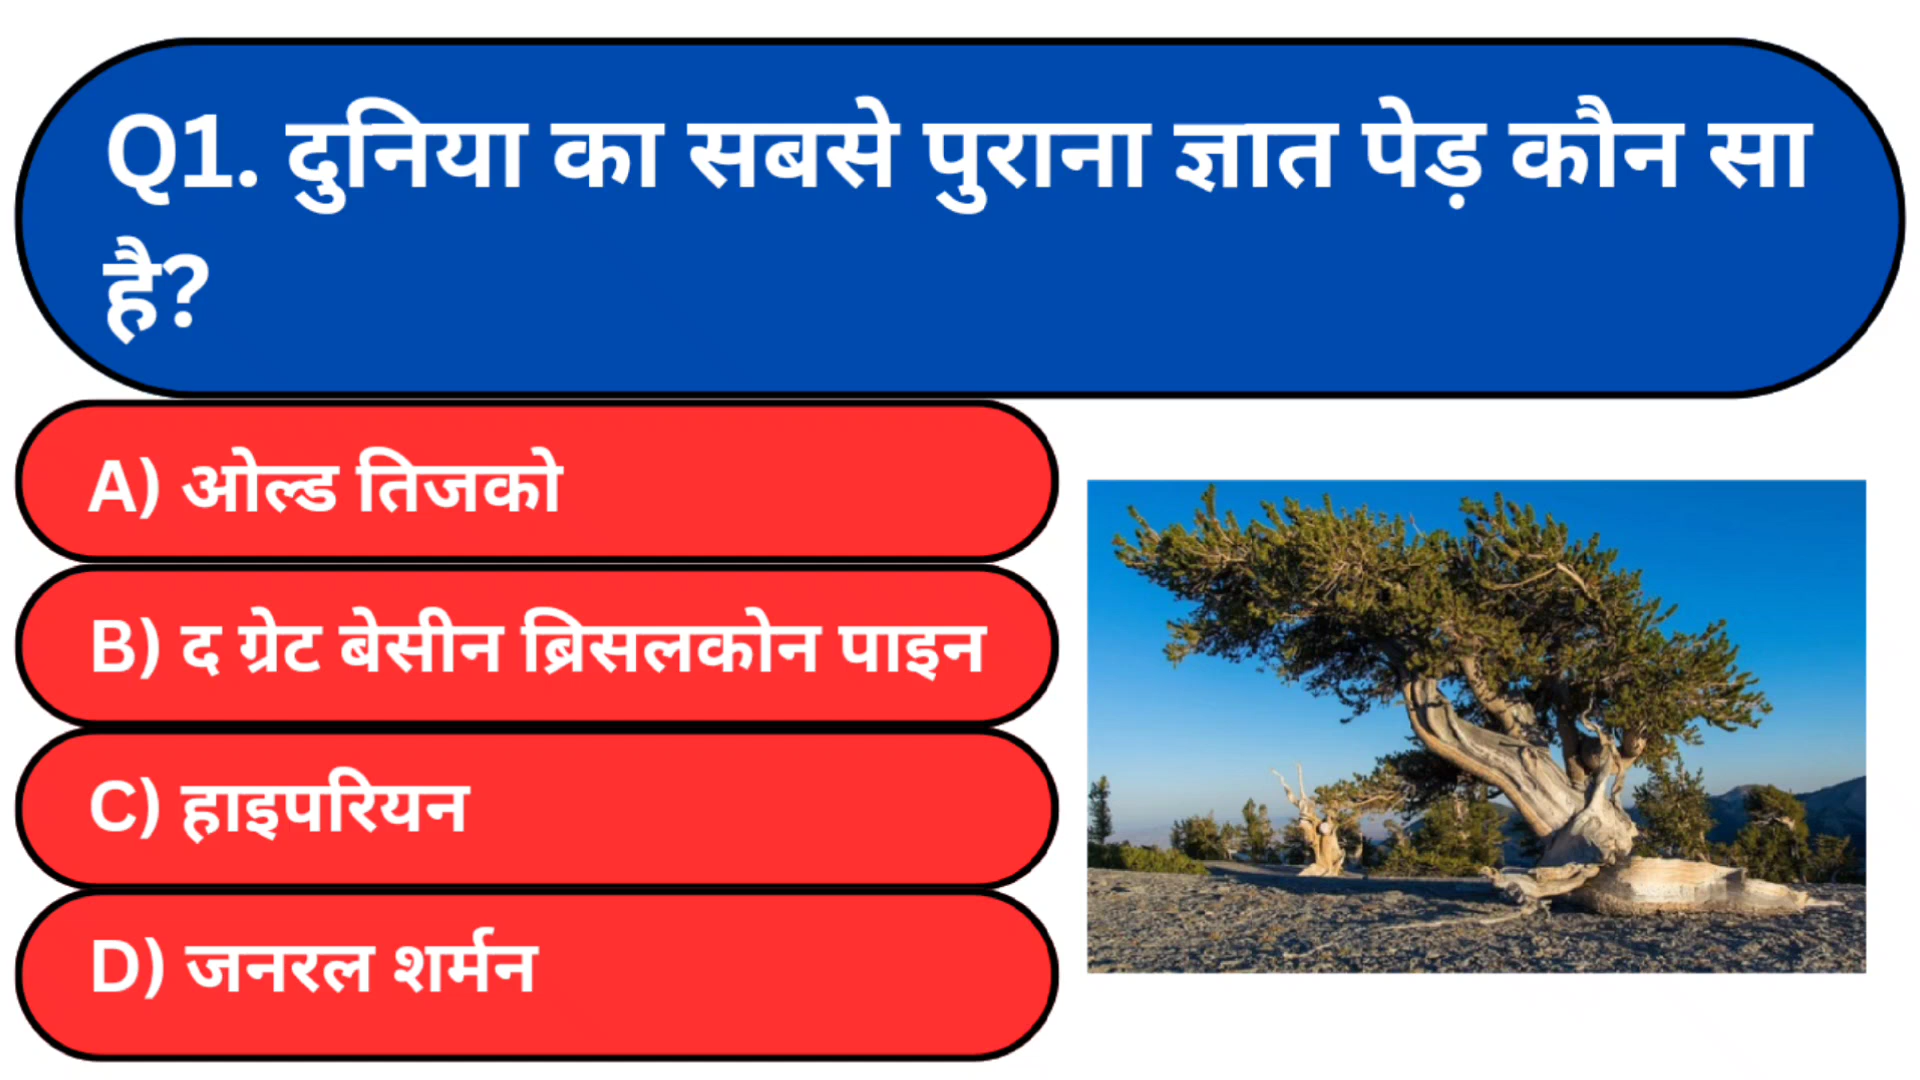 Q1. दुनिया का सबसे पुराना ज्ञात पेड़ कौन सा
है?
A) ओल्ड तिजको
B) द ग्रेट बेसीन ब्रिसलकोन पाइन
C) हाइपरियन
D) जनरल शर्मन